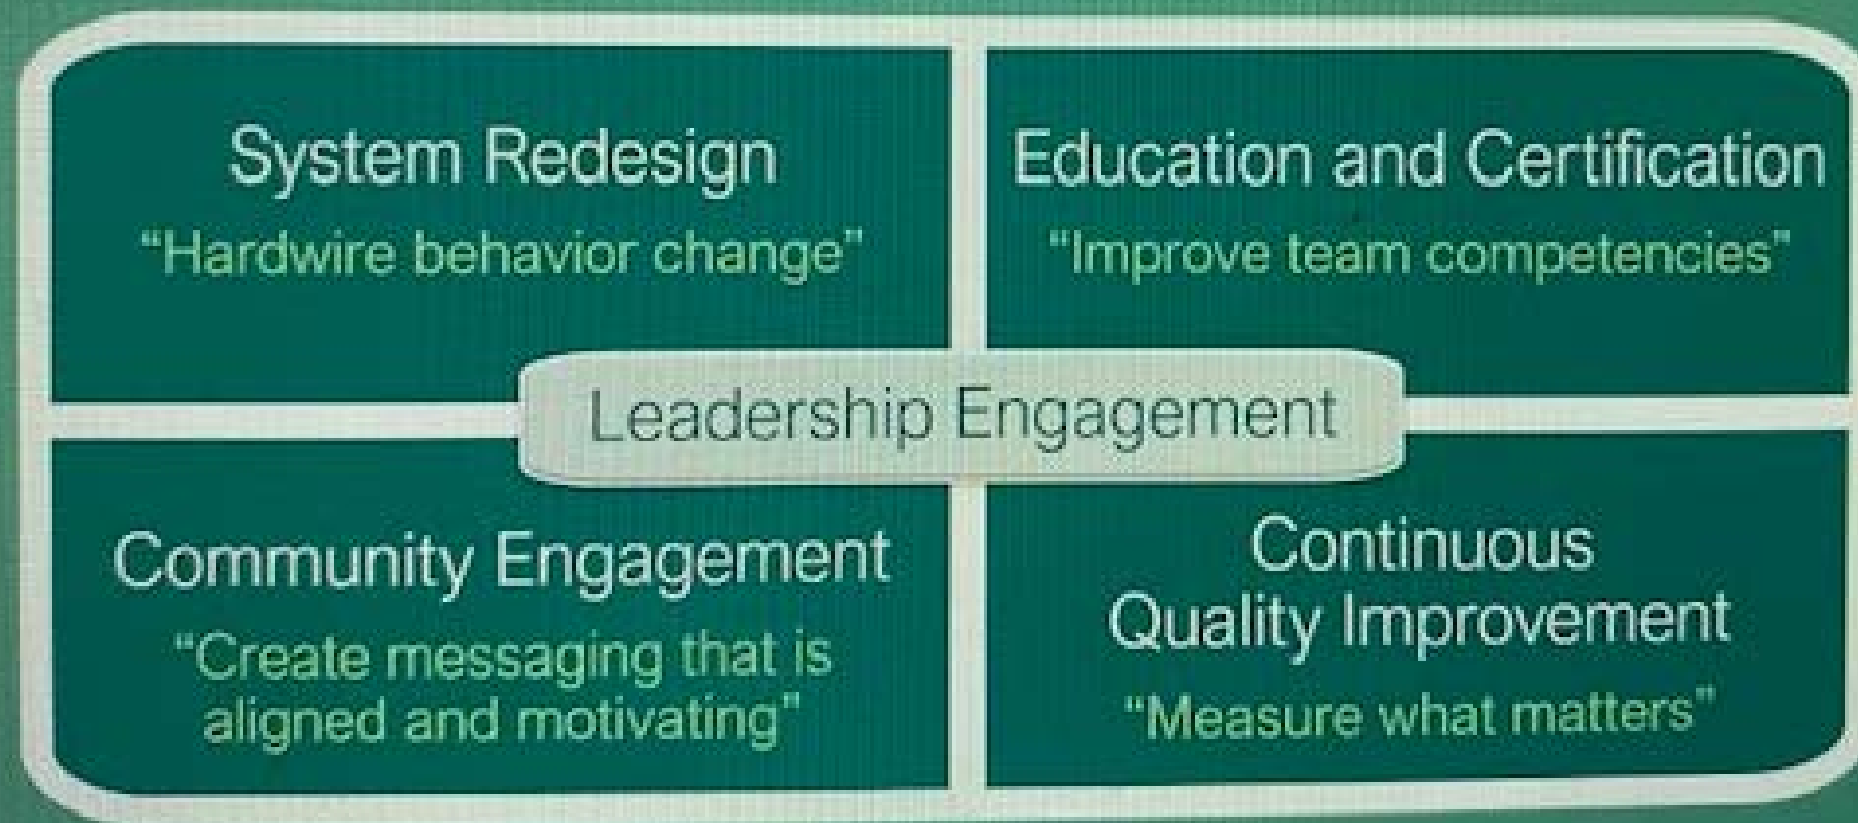 System Redesign
“Hardwire behavior change”
Education and Certification
“Improve team competencies”
Leadership Engagement
Community Engagement
“Create messaging that is
aligned and motivating”
Continuous
Quality Improvement
“Measure what matters”